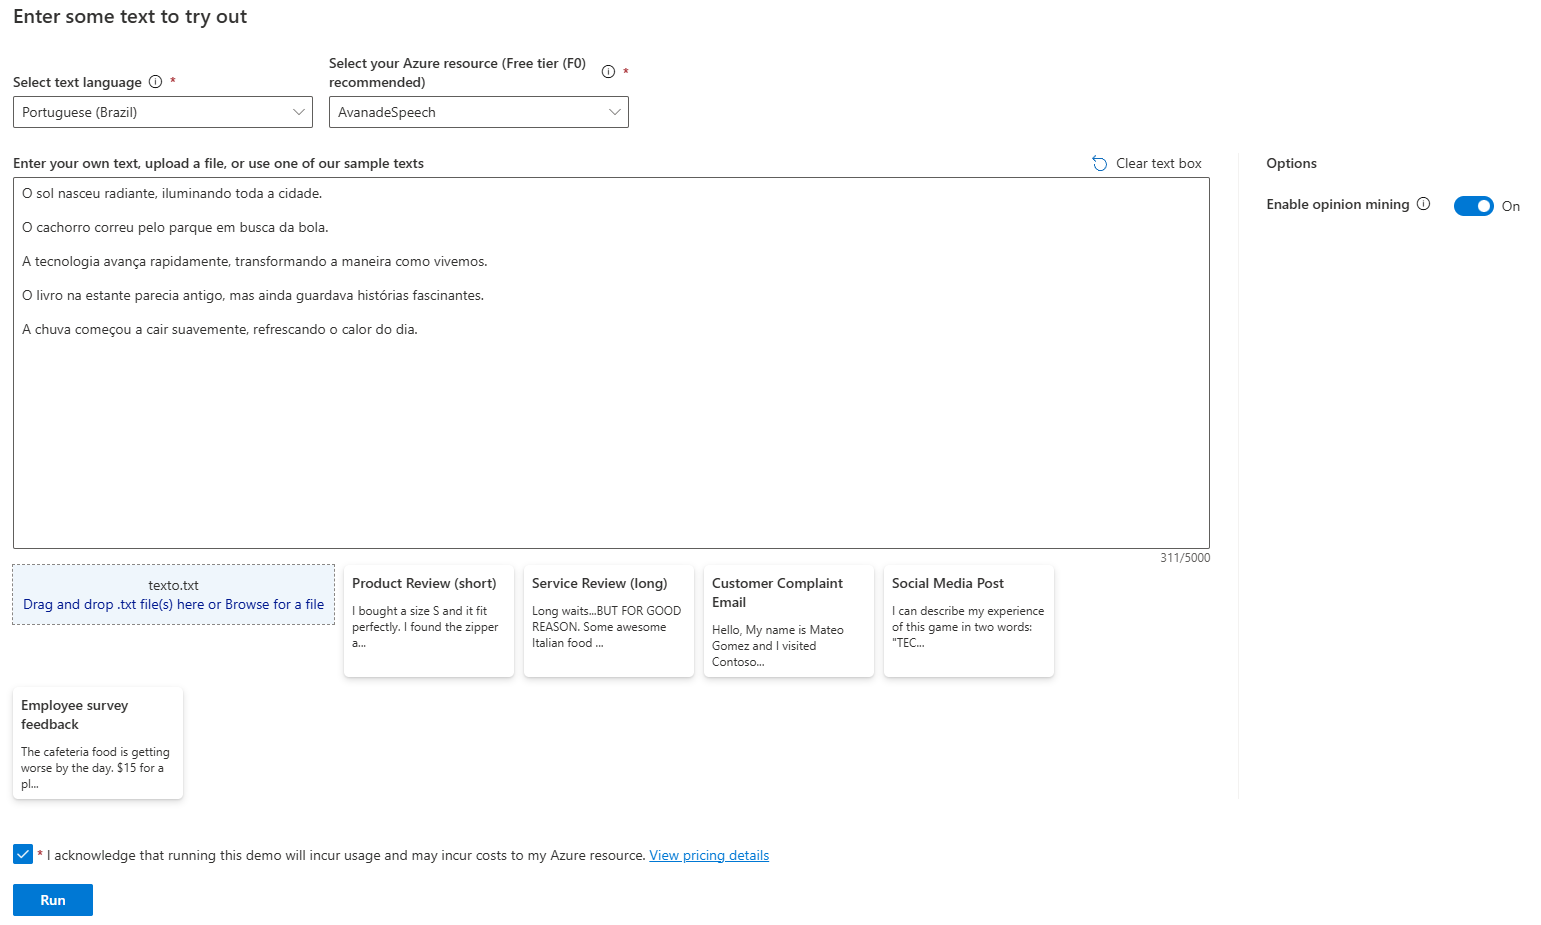 Enter some text to try out
Select text language *
Select your Azure resource (Free tier (F0) recommended) *
Portuguese (Brazil)
AvanadeSpeech
Enter your own text, upload a file, or use one of our sample texts
Clear text box
O sol nasceu radiante, iluminando toda a cidade.
O cachorro correu pelo parque em busca da bola.
A tecnologia avança rapidamente, transformando a maneira como vivemos.
O livro na estante parecia antigo, mas ainda guardava histórias fascinantes.
A chuva começou a cair suavemente, refrescando o calor do dia.
311/5000
Options
Enable opinion mining
On
texto.txt
Drag and drop .txt file(s) here or Browse for a file
Product Review (short)
I bought a size S and it fit
perfectly. I found the zipper
a...
Service Review (long)
Long waits...BUT FOR GOOD
REASON. Some awesome
Italian food ...
Customer Complaint
Email
Hello, My name is Mateo
Gomez and I visited
Contoso...
Social Media Post
I can describe my experience
of this game in two words:
"TEC...
Employee survey
feedback
The cafeteria food is getting
worse by the day. $15 for a
pl...
* I acknowledge that running this demo will incur usage and may incur costs to my Azure resource. View pricing details
Run